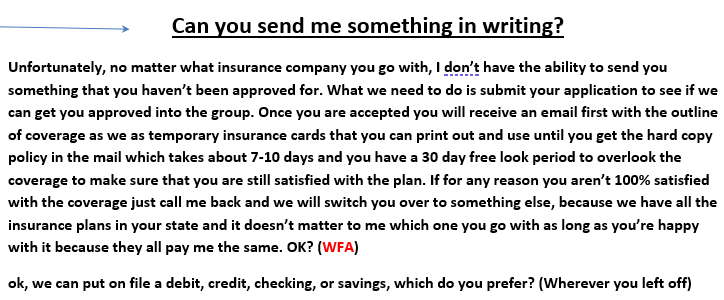 Can you send me something in writing?
Unfortunately, no matter what insurance company you go with, I don't have the ability to send you
something that you haven't been approved for. What we need to do is submit your application to see if we
can get you approved into the group. Once you are accepted you will receive an email first with the outline
of coverage as we as temporary insurance cards that you can print out and use until you get the hard copy
policy in the mail which takes about 7-10 days and you have a 30 day free look period to overlook the
coverage to make sure that you are still satisfied with the plan. If for any reason you aren't 100% satisfied
with the coverage just call me back and we will switch you over to something else, because we have all the
insurance plans in your state and it doesn't matter to me which one you go with as long as you're happy
with it because they all pay me the same. OK? (WFA)
ok, we can put on file a debit, credit, checking, or savings, which do you prefer? (Wherever you left off)